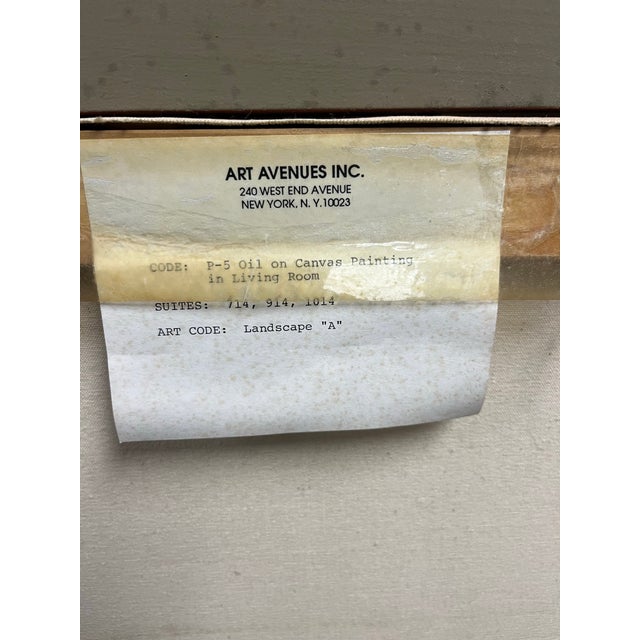 ART AVENUES INC.
240 WEST END AVENUE
NEW YORK, N. Y. 10023
CODE: P-5 Oil on Canvas Painting
in Living Room
SUITES: 714, 914, 1014
ART CODE: Landscape "A"